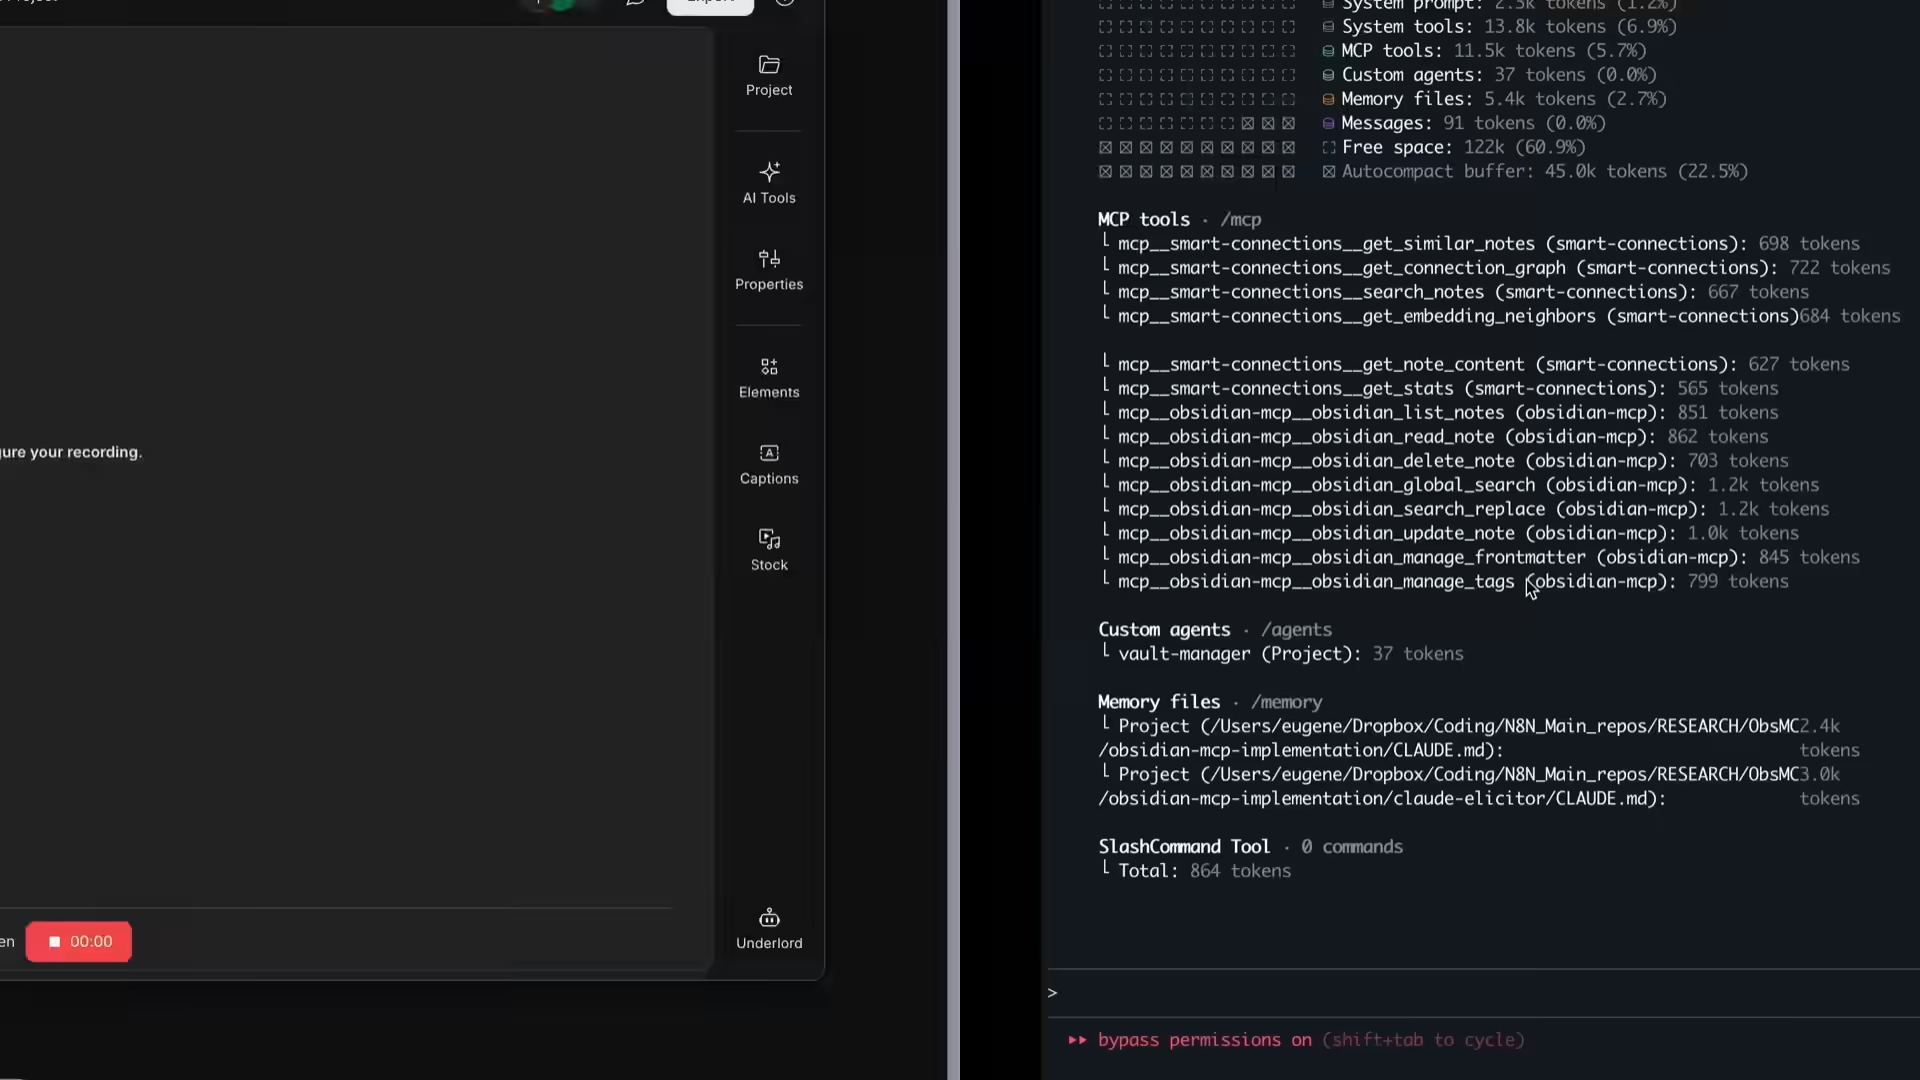 Export
Project
AI Tools
Properties
Elements
gure your recording.
Captions
Stock
Underlord
en
00:00
System prompt: 2.5k tokens (1.2%)
System tools: 13.8k tokens (6.9%)
MCP tools: 11.5k tokens (5.7%)
Custom agents: 37 tokens (0.0%)
Memory files: 5.4k tokens (2.7%)
Messages: 91 tokens (0.0%)
Free space: 122k (60.9%)
Autocompact buffer: 45.0k tokens (22.5%)
MCP tools · /mcp
└ mcp__smart-connections__get_similar_notes (smart-connections): 698 tokens
└ mcp__smart-connections__get_connection_graph (smart-connections): 722 tokens
└ mcp__smart-connections__search_notes (smart-connections): 667 tokens
└ mcp__smart-connections__get_embedding_neighbors (smart-connections)684 tokens
└ mcp__smart-connections__get_note_content (smart-connections): 627 tokens
└ mcp__smart-connections__get_stats (smart-connections): 565 tokens
└ mcp__obsidian-mcp__obsidian_list_notes (obsidian-mcp): 851 tokens
└ mcp__obsidian-mcp__obsidian_read_note (obsidian-mcp): 862 tokens
└ mcp__obsidian-mcp__obsidian_delete_note (obsidian-mcp): 703 tokens
└ mcp__obsidian-mcp__obsidian_global_search (obsidian-mcp): 1.2k tokens
└ mcp__obsidian-mcp__obsidian_search_replace (obsidian-mcp): 1.2k tokens
└ mcp__obsidian-mcp__obsidian_update_note (obsidian-mcp): 1.0k tokens
└ mcp__obsidian-mcp__obsidian_manage_frontmatter (obsidian-mcp): 845 tokens
└ mcp__obsidian-mcp__obsidian_manage_tags (obsidian-mcp): 799 tokens
Custom agents · /agents
└ vault-manager (Project): 37 tokens
Memory files · /memory
└ Project (/Users/eugene/Dropbox/Coding/N8N_Main_repos/RESEARCH/ObsMC2.4k
/obsidian-mcp-implementation/CLAUDE.md): tokens
└ Project (/Users/eugene/Dropbox/Coding/N8N_Main_repos/RESEARCH/ObsMC3.0k
/obsidian-mcp-implementation/claude-elicitor/CLAUDE.md): tokens
SlashCommand Tool · 0 commands
└ Total: 864 tokens
>
bypass permissions on (shift+tab to cycle)